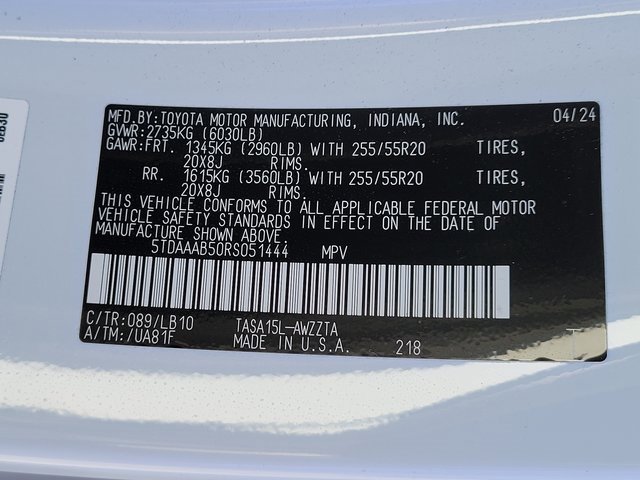 MFD.BY:TOYOTA MOTOR MANUFACTURING, INDIANA, INC. 04/24
GVWR:2735KG (6030LB)
GAWR:FRT. 1345KG (2960LB) WITH 255/55R20 TIRES,
20X8J RIMS.
RR. 1615KG (3560LB) WITH 255/55R20 TIRES,
20X8J RIMS.
THIS VEHICLE CONFORMS TO ALL APPLICABLE FEDERAL MOTOR
VEHICLE SAFETY STANDARDS IN EFFECT ON THE DATE OF
MANUFACTURE SHOWN ABOVE.
5TDAAAB50RS051444 MPV
C/TR:089/LB10 TASA15L-AWZZTA
A/TM:/UA81F MADE IN U.S.A. 218 T